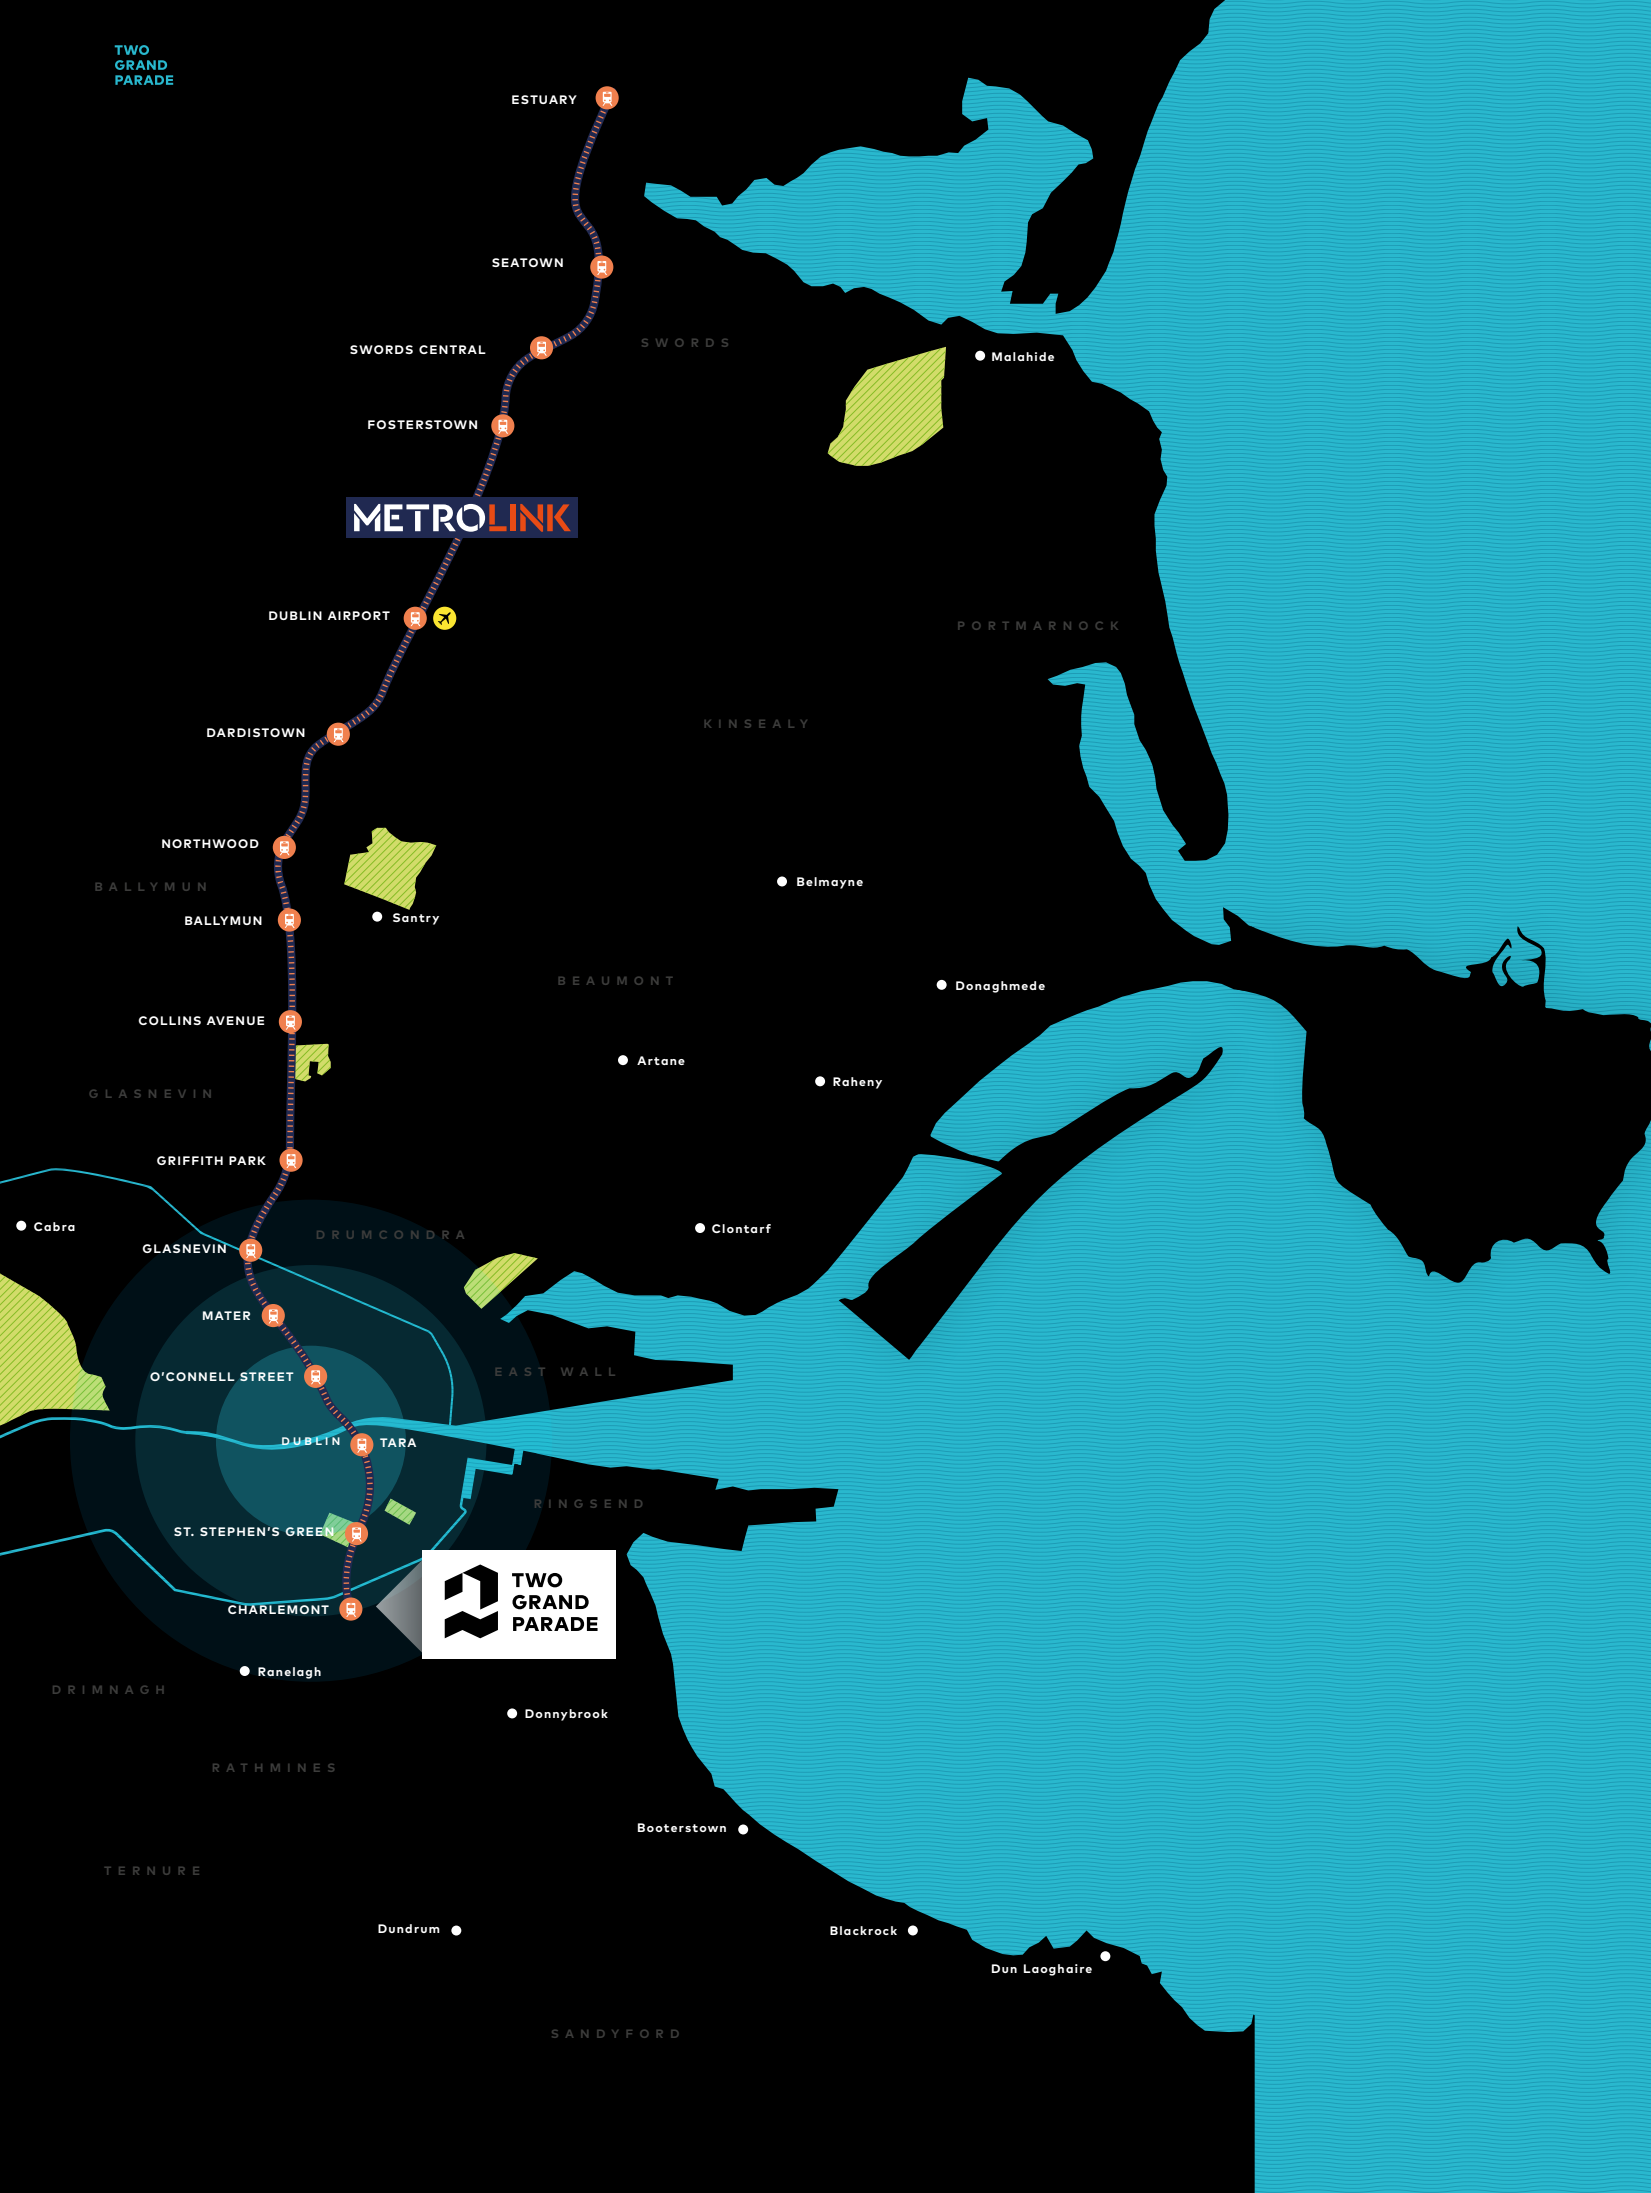 TWO
GRAND
PARADE
ESTUARY
SEATOWN
SWORDS
SWORDS CENTRAL
Malahide
FOSTERSTOWN
METROLINK
DUBLIN AIRPORT
PORTMARNOCK
KINSEALY
DARDISTOWN
NORTHWOOD
BALLYMUN
Belmayne
BALLYMUN
Santry
BEAUMONT
Donaghmede
COLLINS AVENUE
Artane
Raheny
GLASNEVIN
GRIFFITH PARK
Cabra
Clontarf
DRUMCONDRA
GLASNEVIN
MATER
EAST WALL
O'CONNELL STREET
DUBLIN
TARA
RINGSEND
ST. STEPHEN'S GREEN
TWO
GRAND
PARADE
CHARLEMONT
Ranelagh
DRIMNAGH
Donnybrook
RATHMINES
Booterstown
TERNURE
Dundrum
Blackrock
Dun Laoghaire
SANDYFORD